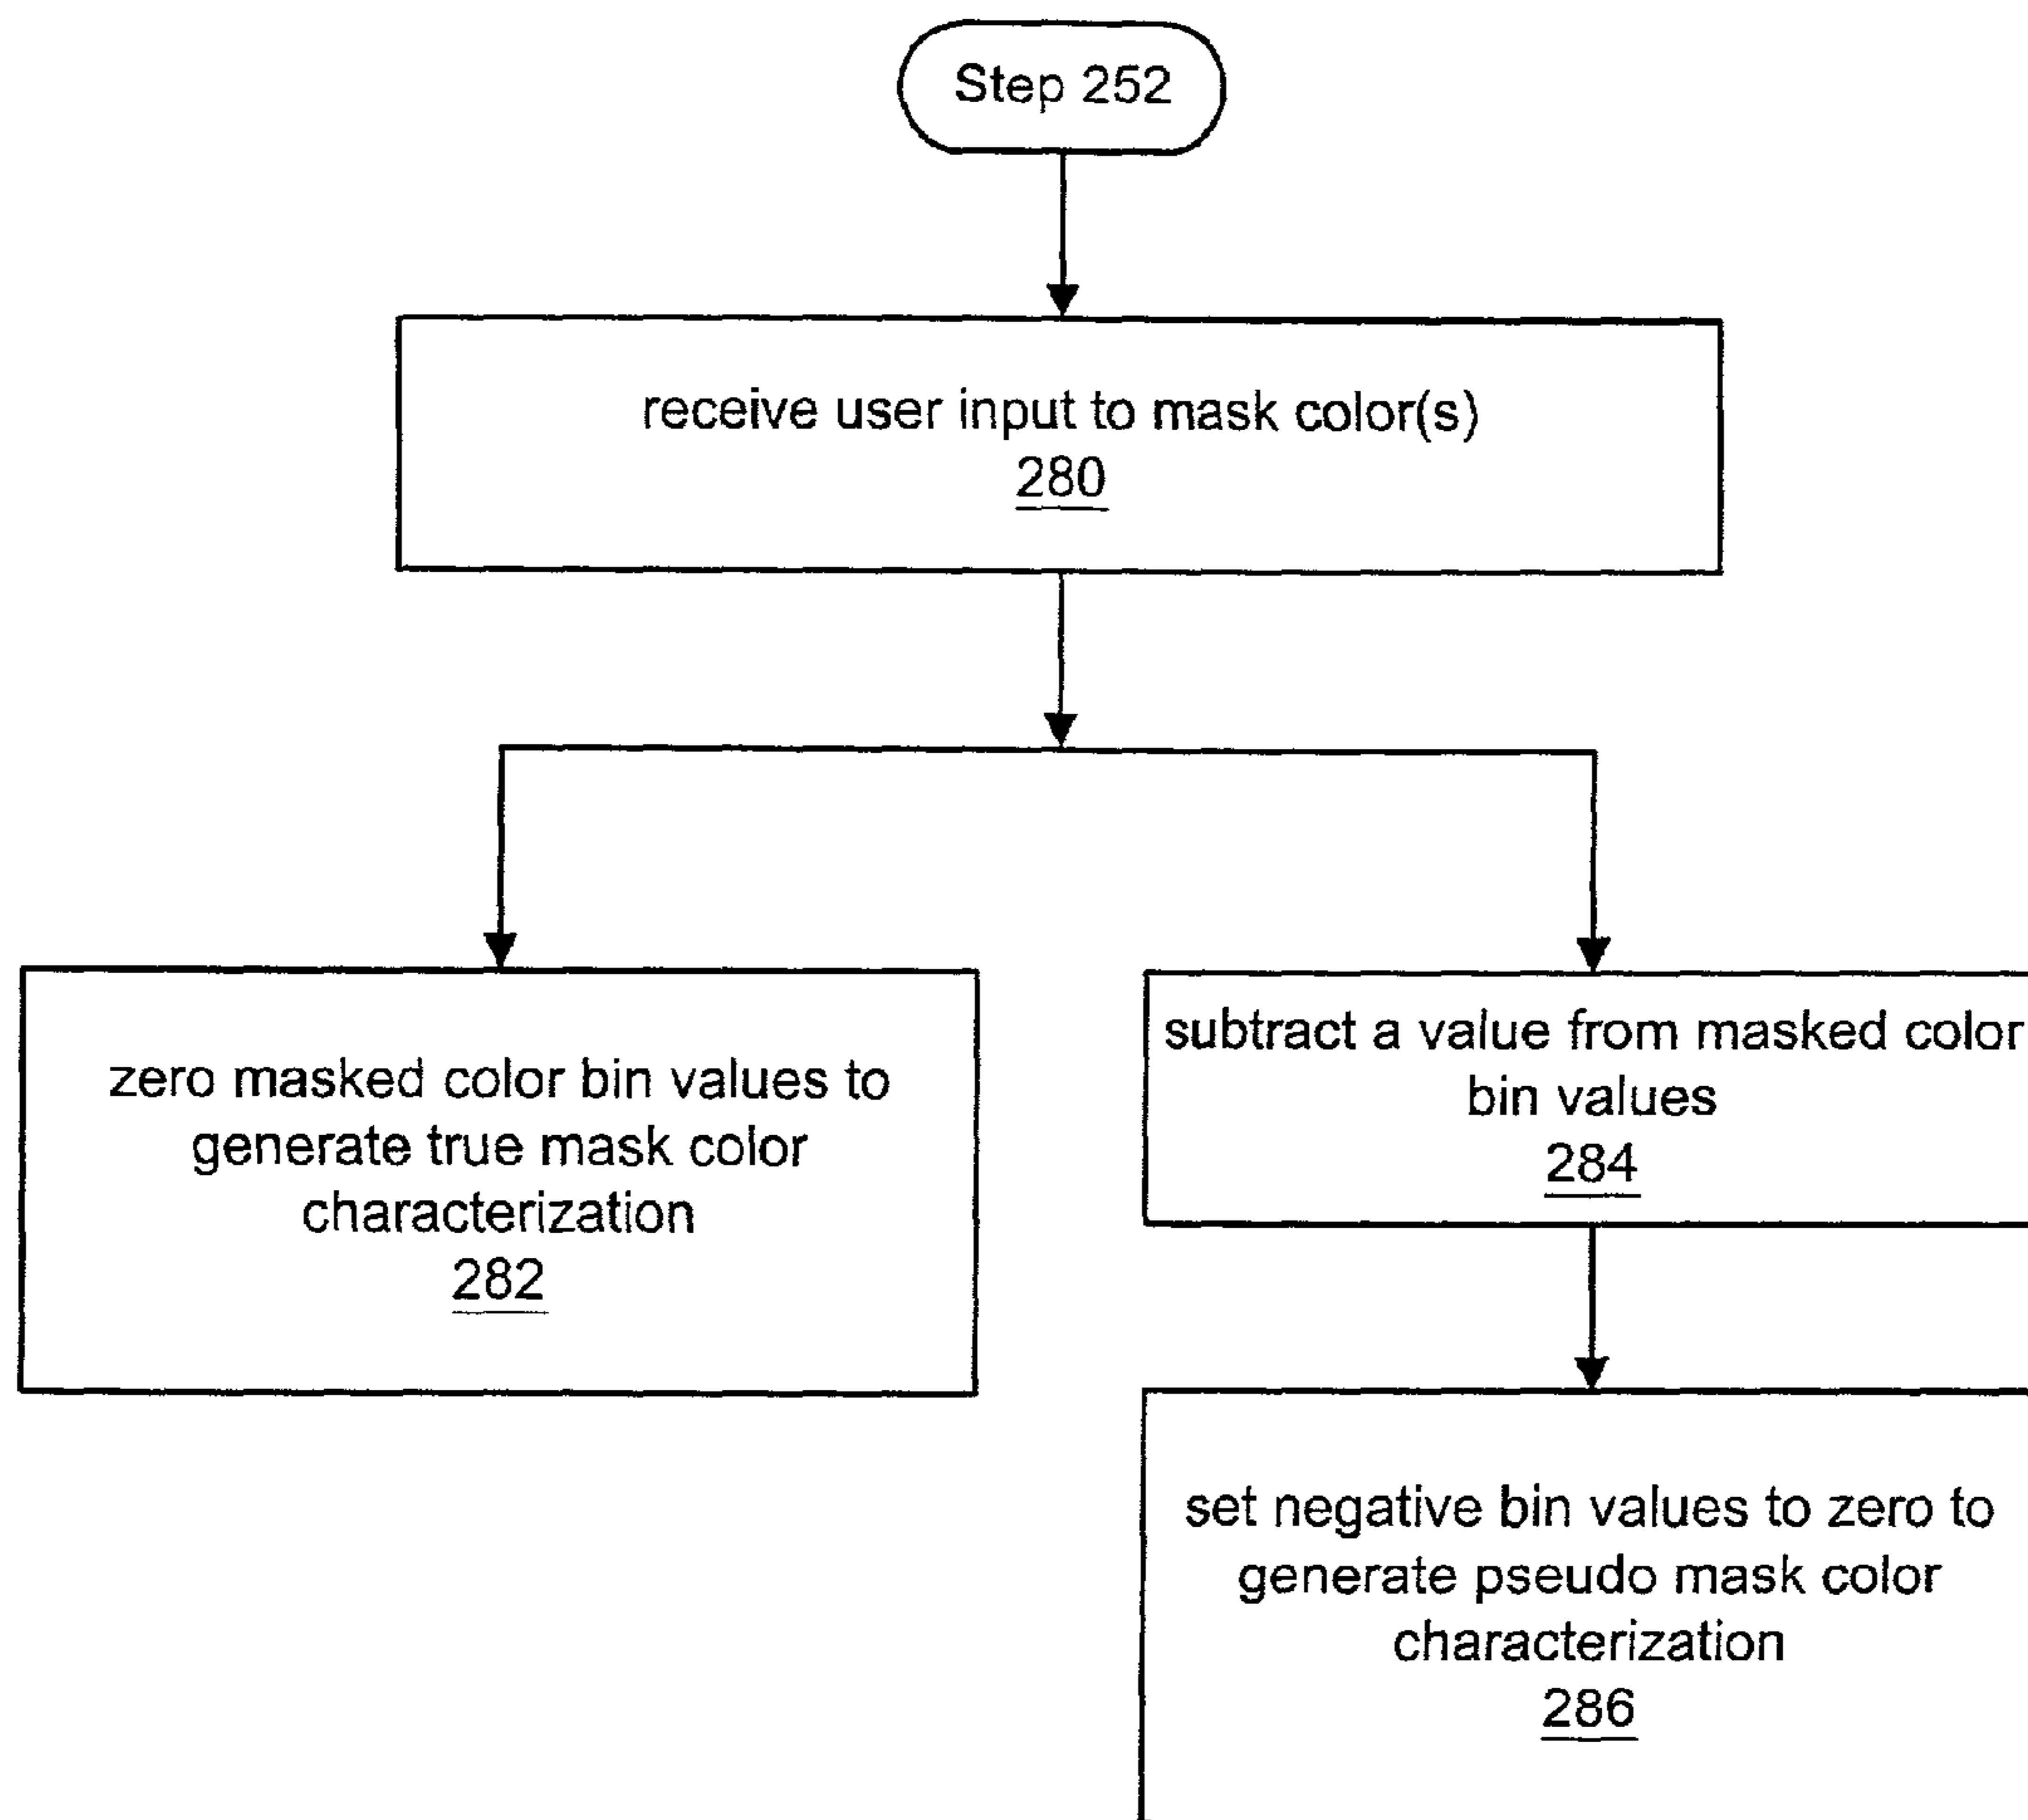 Step 252
receive user input to mask color(s)
280
zero masked color bin values to
generate true mask color
characterization
282
subtract a value from masked color
bin values
284
set negative bin values to zero to
generate pseudo mask color
characterization
286